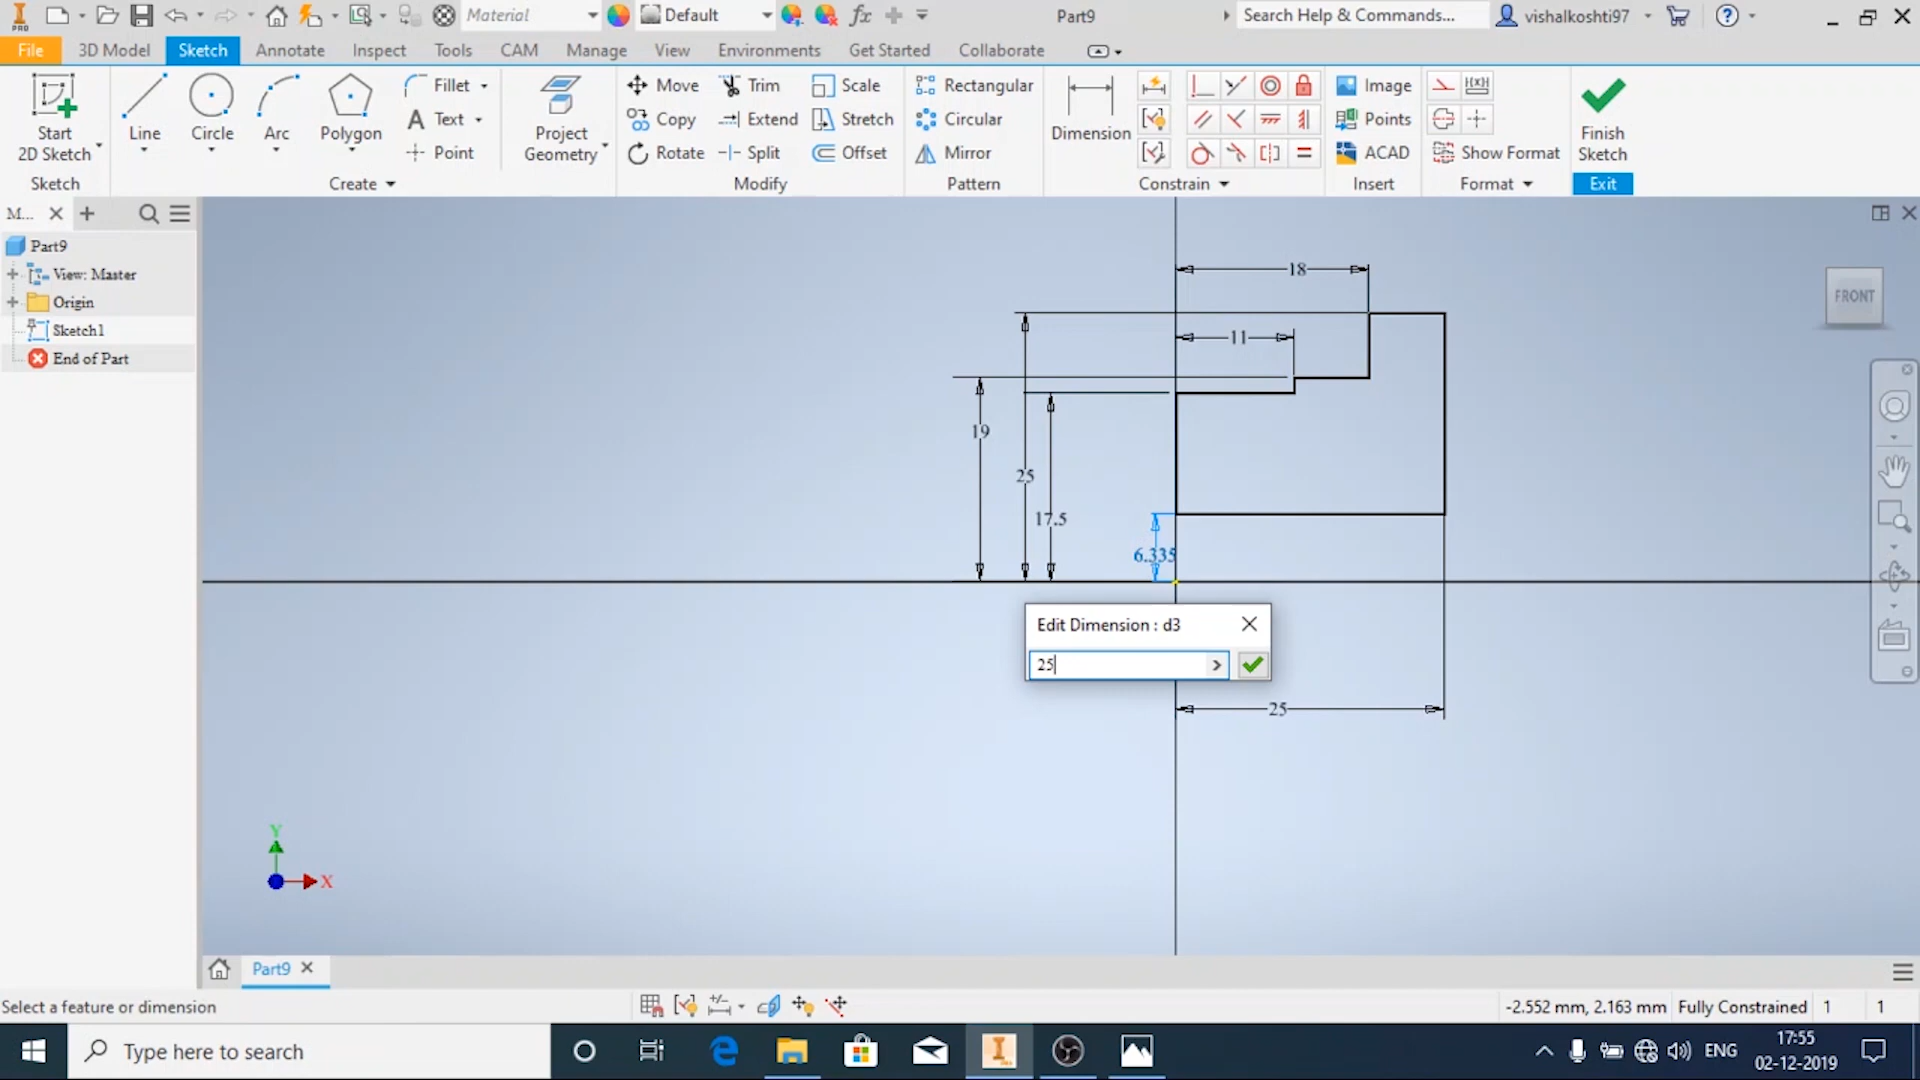 PRO
Material
Default
Part9
Search Help & Commands...
vishalkoshti97
File
3D Model
Sketch
Annotate
Inspect
Tools
CAM
Manage
View
Environments
Get Started
Collaborate
Start
2D Sketch
Line
Circle
Arc
Polygon
Fillet
Text
Point
Project
Geometry
Move
Trim
Scale
Copy
Extend
Stretch
Rotate
Split
Offset
Rectangular
Circular
Mirror
Dimension
Image
Points
ACAD
Show Format
Finish
Sketch
Sketch
Create
Modify
Pattern
Constrain
Insert
Format
Exit
M...
Part9
View: Master
Origin
Sketch1
End of Part
FRONT
18
11
19
25
17.5
6.335
Edit Dimension : d3
25
25
Y
X
Part9
Select a feature or dimension
-2.552 mm, 2.163 mm
Fully Constrained
1
1
Type here to search
ENG
17:55
02-12-2019